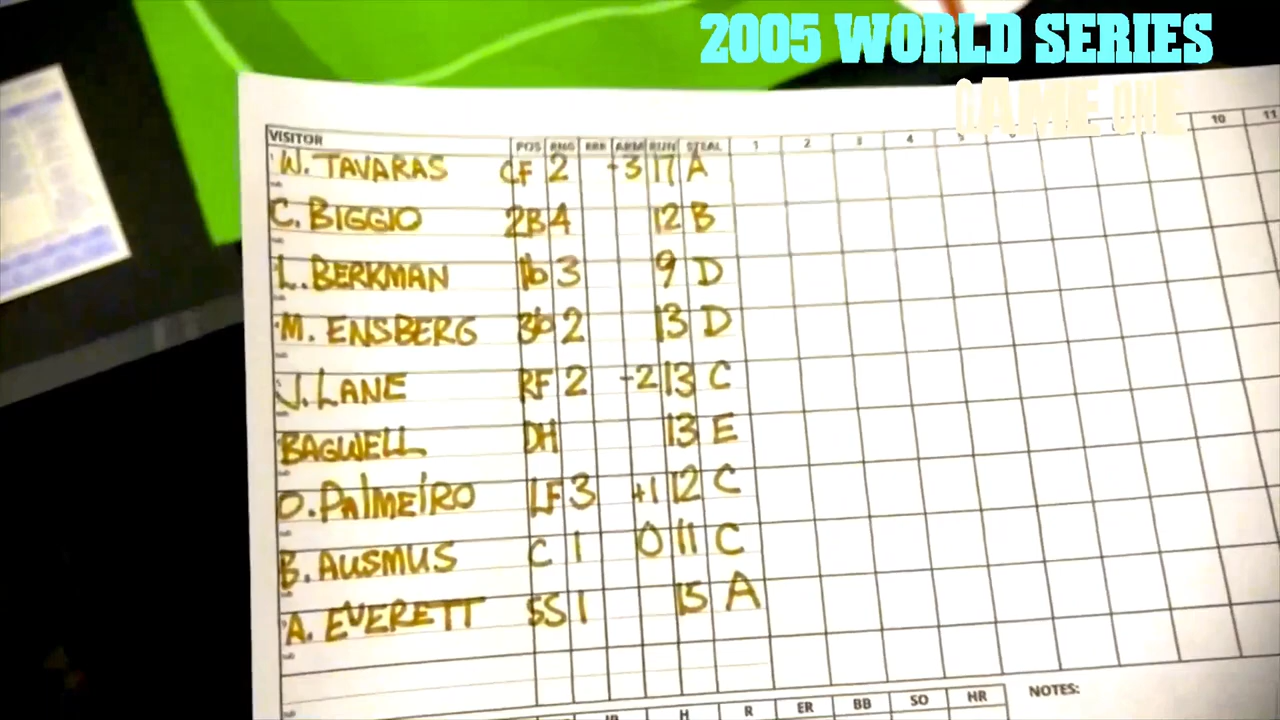 2005 WORLD SERIES
GAME ONE
VISITOR POS RNG ERR ARM RUN STEAL 1 2 3 4 5 10 11
W. TAVARAS CF 2 -3 17 A
C. BIGGIO 2B 4 12 B
L. BERKMAN 1b 3 9 D
M. ENSBERG 3b 2 13 D
J. LANE RF 2 -2 13 C
BAGWELL DH 13 E
O. PALMEiRO LF 3 +1 12 C
B. AUSMUS C 1 0 11 C
A. EVERETT SS 1 15 A
IP H R ER BB SO HR NOTES: